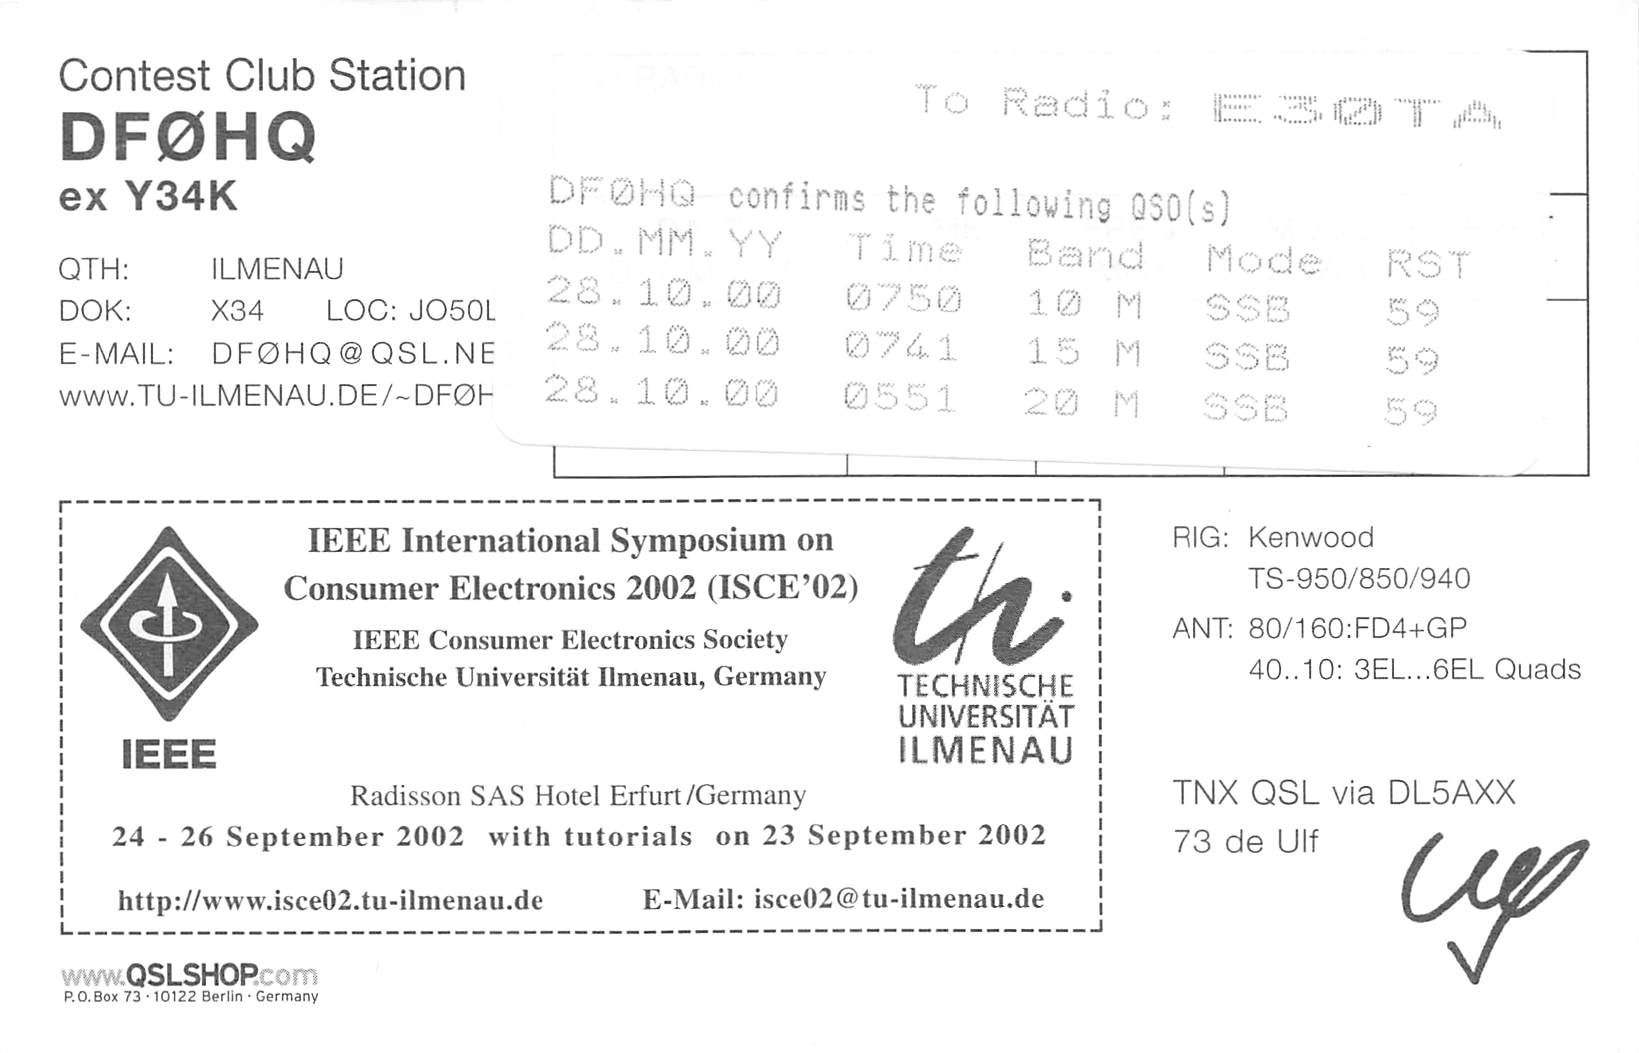 Contest Club Station
DFØHQ
ex Y34K
QTH: ILMENAU
DOK: X34 LOC: JO50L
E-MAIL: DFØHQ@QSL.NE
www.TU-ILMENAU.DE/~DFØH
To Radio: E30TA
DFØHQ confirms the following QSO(s)
DD.MM.YY Time Band Mode RST
28.10.00 0750 10 M SSB 59
28.10.00 0741 15 M SSB 59
28.10.00 0551 20 M SSB 59
IEEE International Symposium on
Consumer Electronics 2002 (ISCE'02)
IEEE Consumer Electronics Society
Technische Universität Ilmenau, Germany
IEEE
th
TECHNISCHE
UNIVERSITÄT
ILMENAU
Radisson SAS Hotel Erfurt/Germany
24 - 26 September 2002 with tutorials on 23 September 2002
http://www.isce02.tu-ilmenau.de E-Mail: isce02@tu-ilmenau.de
RIG: Kenwood
TS-950/850/940
ANT: 80/160:FD4+GP
40..10: 3EL...6EL Quads
TNX QSL via DL5AXX
73 de Ulf
Ulf
www.QSLSHOP.com
P.O.Box 73 · 10122 Berlin · Germany